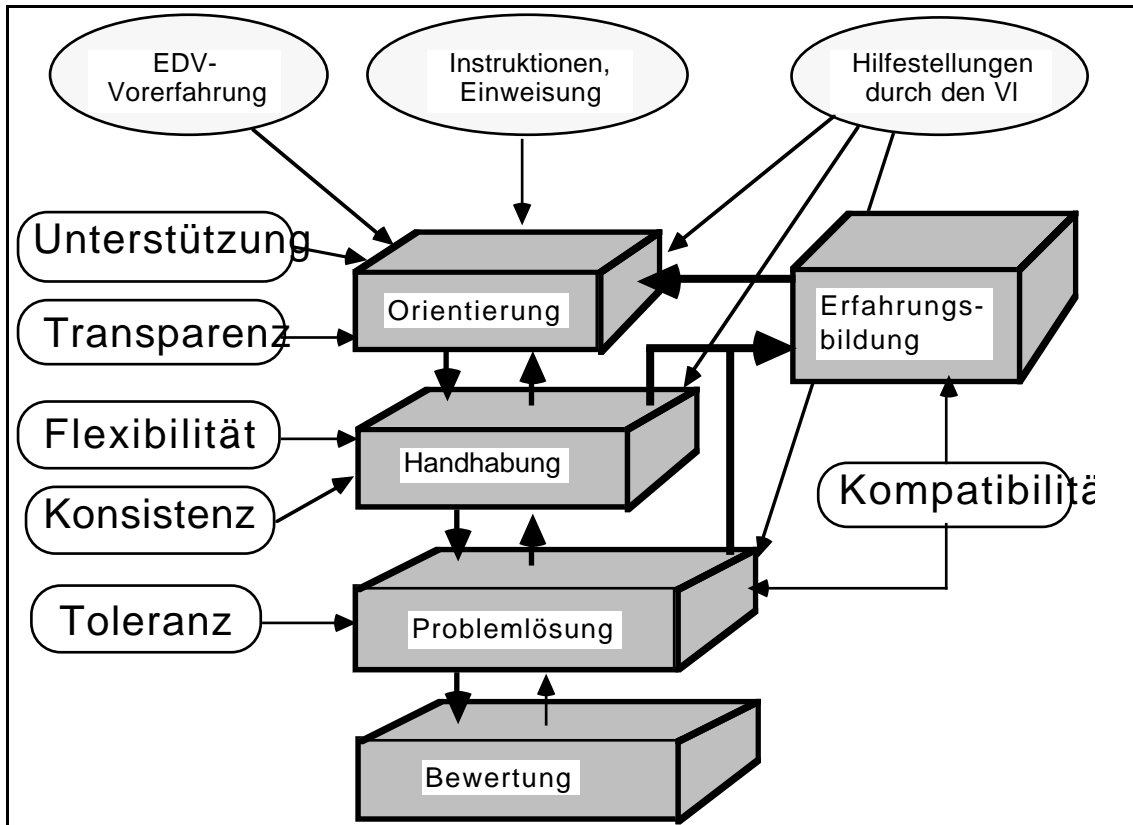 EDV-
Vorerfahrung
Instruktionen,
Einweisung
Hilfestellungen
durch den VI
Unterstützung
Transparenz
Orientierung
Erfahrungs-
bildung
Flexibilität
Handhabung
Konsistenz
Kompatibilitä
Toleranz
Problemlösung
Bewertung